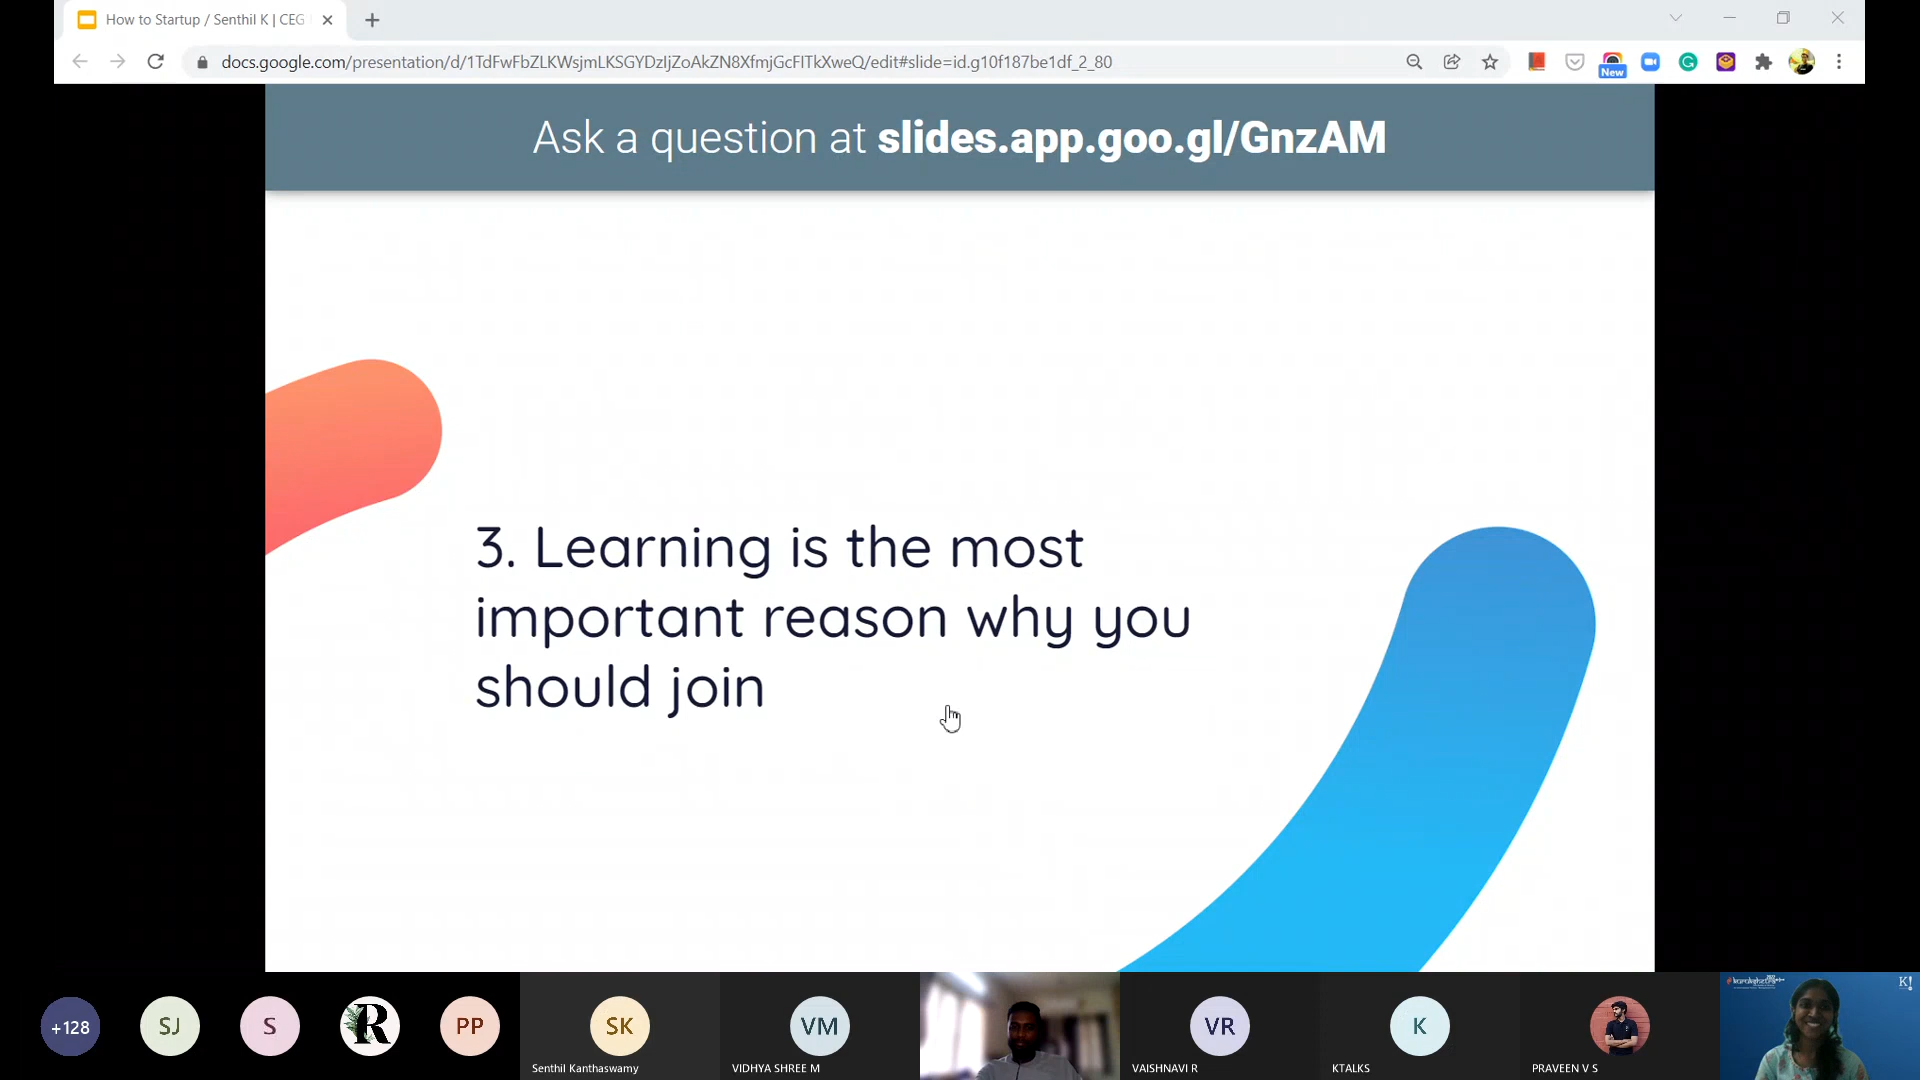 How to Startup / Senthil K | CEG
docs.google.com/presentation/d/1TdFwFbZLKWsjmLKSGYDzIjZoAkZN8XfmjGcFITkXweQ/edit#slide=id.g10f187be1df_2_80
New
Ask a question at slides.app.goo.gl/GnzAM
3. Learning is the most
important reason why you
should join
+128
SJ
S
R
PP
SK
Senthil Kanthaswamy
VM
VIDHYA SHREE M
VR
VAISHNAVI R
K
KTALKS
PRAVEEN V S
kurukshetra
K!